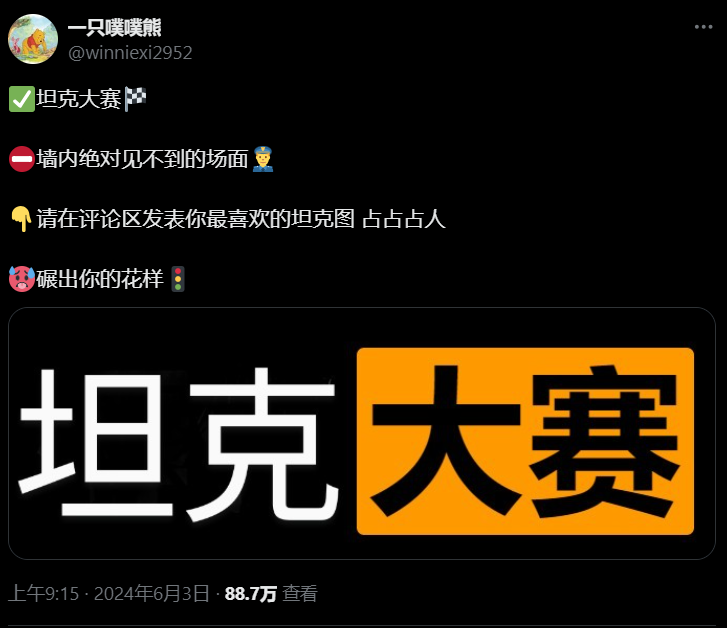 一只噗噗熊
@winniexi2952
✅坦克大赛🏁
⛔墙内绝对见不到的场面👮
👇请在评论区发表你最喜欢的坦克图 占占占人
🥵碾出你的花样🚦
坦克大赛
上午9:15 · 2024年6月3日 · 88.7万 查看